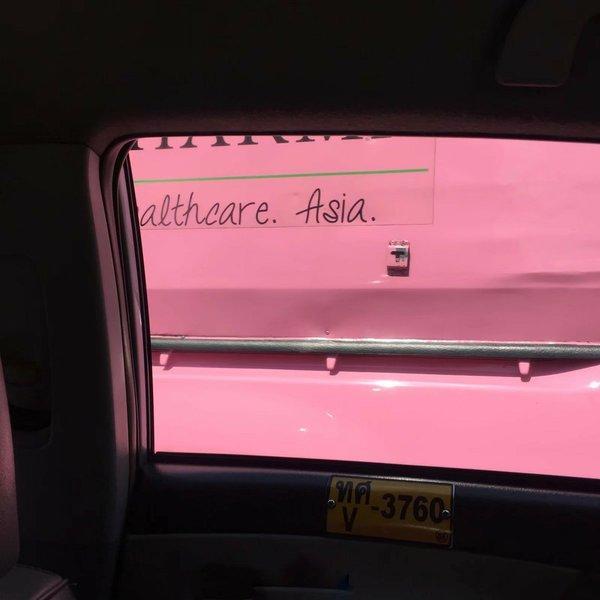 althcare. Asia.
ทศ
V -3760